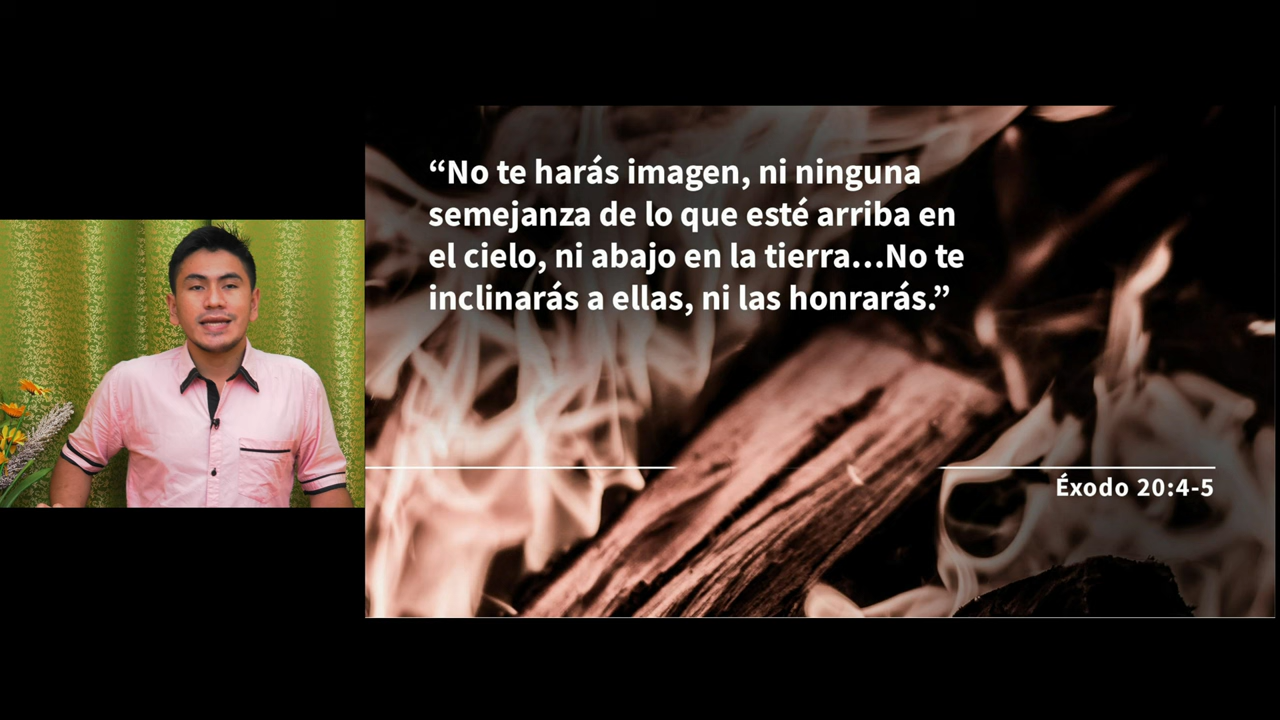 “No te harás imagen, ni ninguna
semejanza de lo que esté arriba en
el cielo, ni abajo en la tierra...No te
inclinarás a ellas, ni las honrarás.”
Éxodo 20:4-5